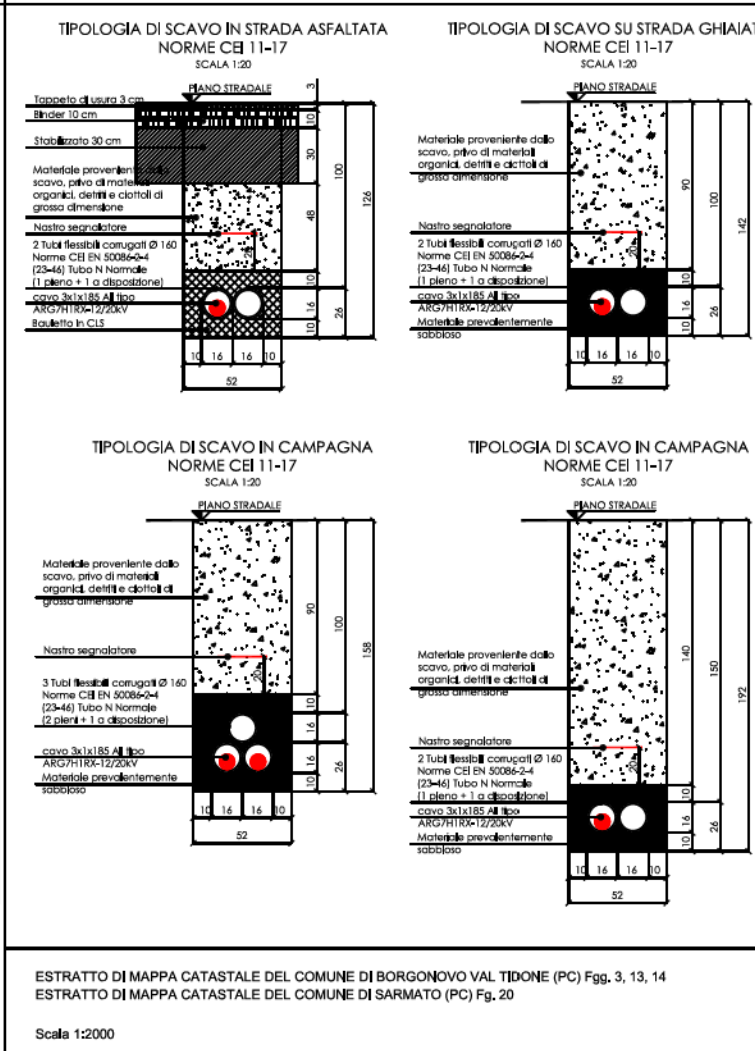 TIPOLOGIA DI SCAVO IN STRADA ASFALTATA
NORME CEI 11-17
SCALA 1:20
PIANO STRADALE
Tappeto di usura 3 cm
Binder 10 cm
Stabilizzato 30 cm
Materiale proveniente dallo
scavo, privo di materiali
organici, detriti e ciottoli di
grossa dimensione
Nastro segnalatore
2 Tubi flessibili corrugati Ø 160
Norme CEI EN 50086-2-4
(23-46) Tubo N Normale
(1 pieno + 1 a disposizione)
cavo 3x1x185 Al tipo
ARG7H1RX-12/20kV
Bauletto in CLS
3
10
30
48
10
16
10
100
26
126
20
10 16 16 10
52
TIPOLOGIA DI SCAVO SU STRADA GHIAIAT
NORME CEI 11-17
SCALA 1:20
PIANO STRADALE
Materiale proveniente dallo
scavo, privo di materiali
organici, detriti e ciottoli di
grossa dimensione
Nastro segnalatore
2 Tubi flessibili corrugati Ø 160
Norme CEI EN 50086-2-4
(23-46) Tubo N Normale
(1 pieno + 1 a disposizione)
cavo 3x1x185 Al tipo
ARG7H1RX-12/20kV
Materiale prevalentemente
sabbioso
90
10
16
10
100
26
142
20
10 16 16 10
52
TIPOLOGIA DI SCAVO IN CAMPAGNA
NORME CEI 11-17
SCALA 1:20
PIANO STRADALE
Materiale proveniente dallo
scavo, privo di materiali
organici, detriti e ciottoli di
grossa dimensione
Nastro segnalatore
3 Tubi flessibili corrugati Ø 160
Norme CEI EN 50086-2-4
(23-46) Tubo N Normale
(2 pieni + 1 a disposizione)
cavo 3x1x185 Al tipo
ARG7H1RX-12/20kV
Materiale prevalentemente
sabbioso
90
10
16
16
10
100
26
158
20
10 16 16 10
52
TIPOLOGIA DI SCAVO IN CAMPAGNA
NORME CEI 11-17
SCALA 1:20
PIANO STRADALE
Materiale proveniente dallo
scavo, privo di materiali
organici, detriti e ciottoli di
grossa dimensione
Nastro segnalatore
2 Tubi flessibili corrugati Ø 160
Norme CEI EN 50086-2-4
(23-46) Tubo N Normale
(1 pieno + 1 a disposizione)
cavo 3x1x185 Al tipo
ARG7H1RX-12/20kV
Materiale prevalentemente
sabbioso
140
10
16
10
150
26
192
20
10 16 16 10
52
ESTRATTO DI MAPPA CATASTALE DEL COMUNE DI BORGONOVO VAL TIDONE (PC) Fgg. 3, 13, 14
ESTRATTO DI MAPPA CATASTALE DEL COMUNE DI SARMATO (PC) Fg. 20
Scala 1:2000